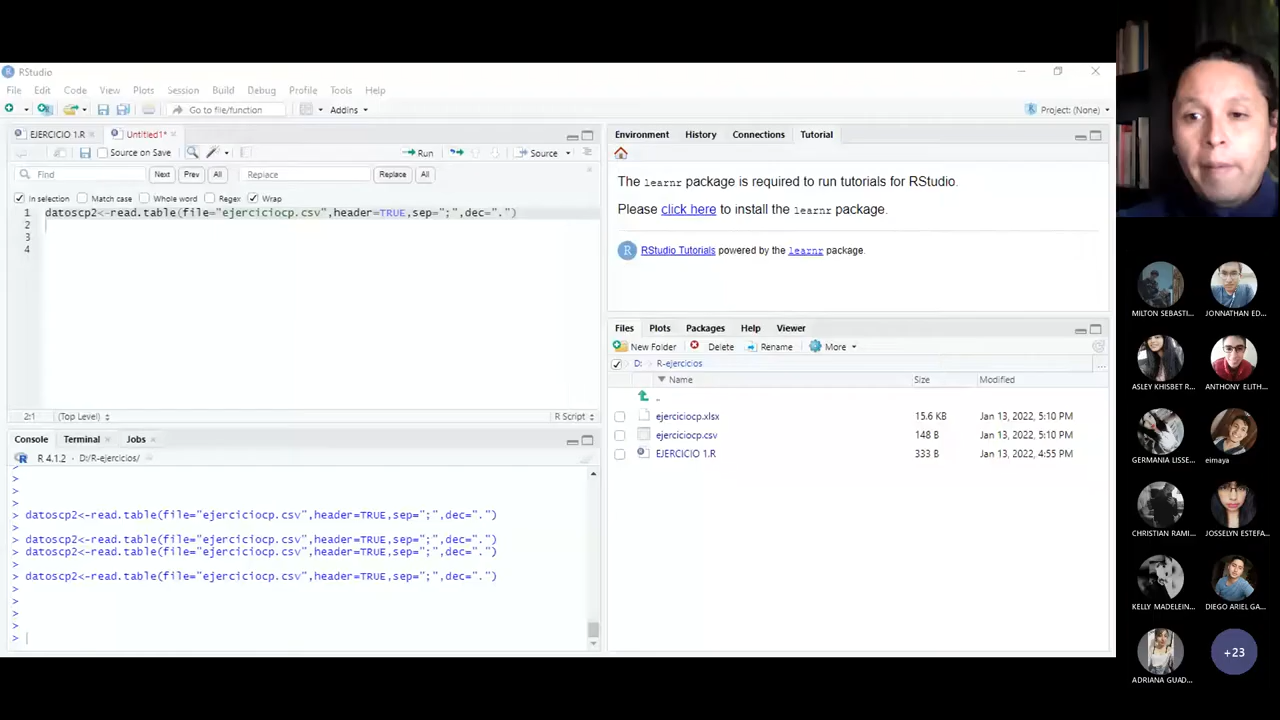 RStudio
File Edit Code View Plots Session Build Debug Profile Tools Help
Go to file/function Addins Project: (None)
EJERCICIO 1.R Untitled1*
Source on Save Run Source
Find Next Prev All Replace Replace All
In selection Match case Whole word Regex Wrap
1 datoscp2<-read.table(file="ejerciciocp.csv",header=TRUE,sep=";",dec=".")
2
3
4
2:1 (Top Level) R Script
Console Terminal Jobs
R 4.1.2 · D:/R-ejercicios/
>
>
>
> datoscp2<-read.table(file="ejerciciocp.csv",header=TRUE,sep=";",dec=".")
>
> datoscp2<-read.table(file="ejerciciocp.csv",header=TRUE,sep=";",dec=".")
> datoscp2<-read.table(file="ejerciciocp.csv",header=TRUE,sep=";",dec=".")
>
> datoscp2<-read.table(file="ejerciciocp.csv",header=TRUE,sep=";",dec=".")
>
>
>
>
>
Environment History Connections Tutorial
The learnr package is required to run tutorials for RStudio.
Please click here to install the learnr package.
R RStudio Tutorials powered by the learnr package.
Files Plots Packages Help Viewer
New Folder Delete Rename More
D: R-ejercicios ...
Name Size Modified
..
ejerciciocp.xlsx 15.6 KB Jan 13, 2022, 5:10 PM
ejerciciocp.csv 148 B Jan 13, 2022, 5:10 PM
EJERCICIO 1.R 333 B Jan 13, 2022, 4:55 PM
MILTON SEBASTI... JONNATHAN ED...
ASLEY KHISBET R... ANTHONY ELITH...
GERMANIA LISSE... eimaya
CHRISTIAN RAMI... JOSSELYN ESTEFA...
KELLY MADELEIN... DIEGO ARIEL GA...
ADRIANA GUAD... +23